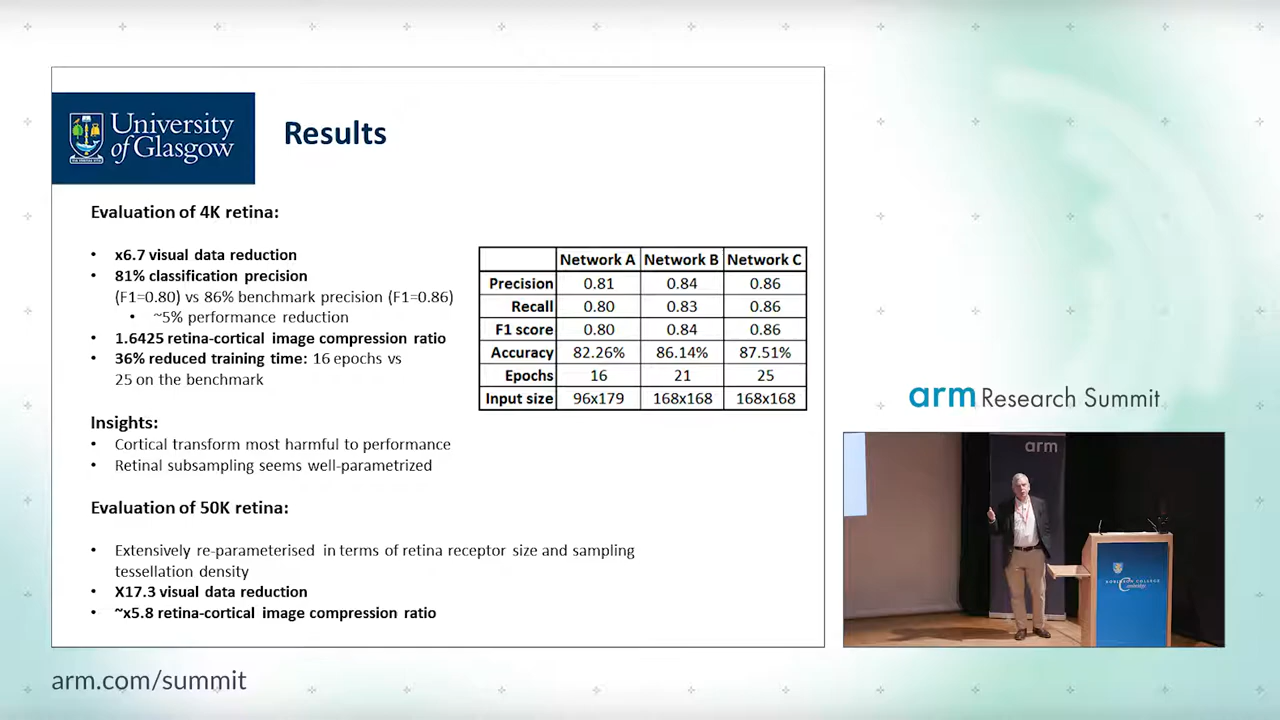 University
of Glasgow
Results
Evaluation of 4K retina:
• x6.7 visual data reduction
• 81% classification precision
(F1=0.80) vs 86% benchmark precision (F1=0.86)
• ~5% performance reduction
• 1.6425 retina-cortical image compression ratio
• 36% reduced training time: 16 epochs vs
25 on the benchmark
Insights:
• Cortical transform most harmful to performance
• Retinal subsampling seems well-parametrized
Evaluation of 50K retina:
• Extensively re-parameterised in terms of retina receptor size and sampling
tessellation density
• X17.3 visual data reduction
• ~x5.8 retina-cortical image compression ratio
Network A Network B Network C
Precision 0.81 0.84 0.86
Recall 0.80 0.83 0.86
F1 score 0.80 0.84 0.86
Accuracy 82.26% 86.14% 87.51%
Epochs 16 21 25
Input size 96x179 168x168 168x168
arm Research Summit
arm
ROBINSON COLLEGE
Cambridge
arm.com/summit